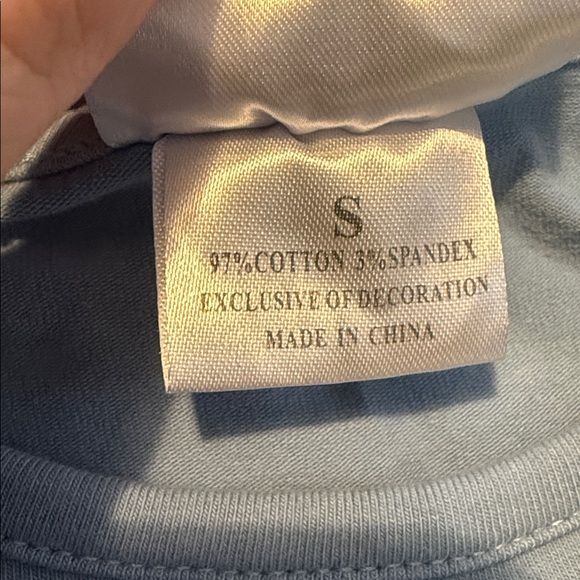 S
97%COTTON 3%SPANDEX
EXCLUSIVE OF DECORATION
MADE IN CHINA